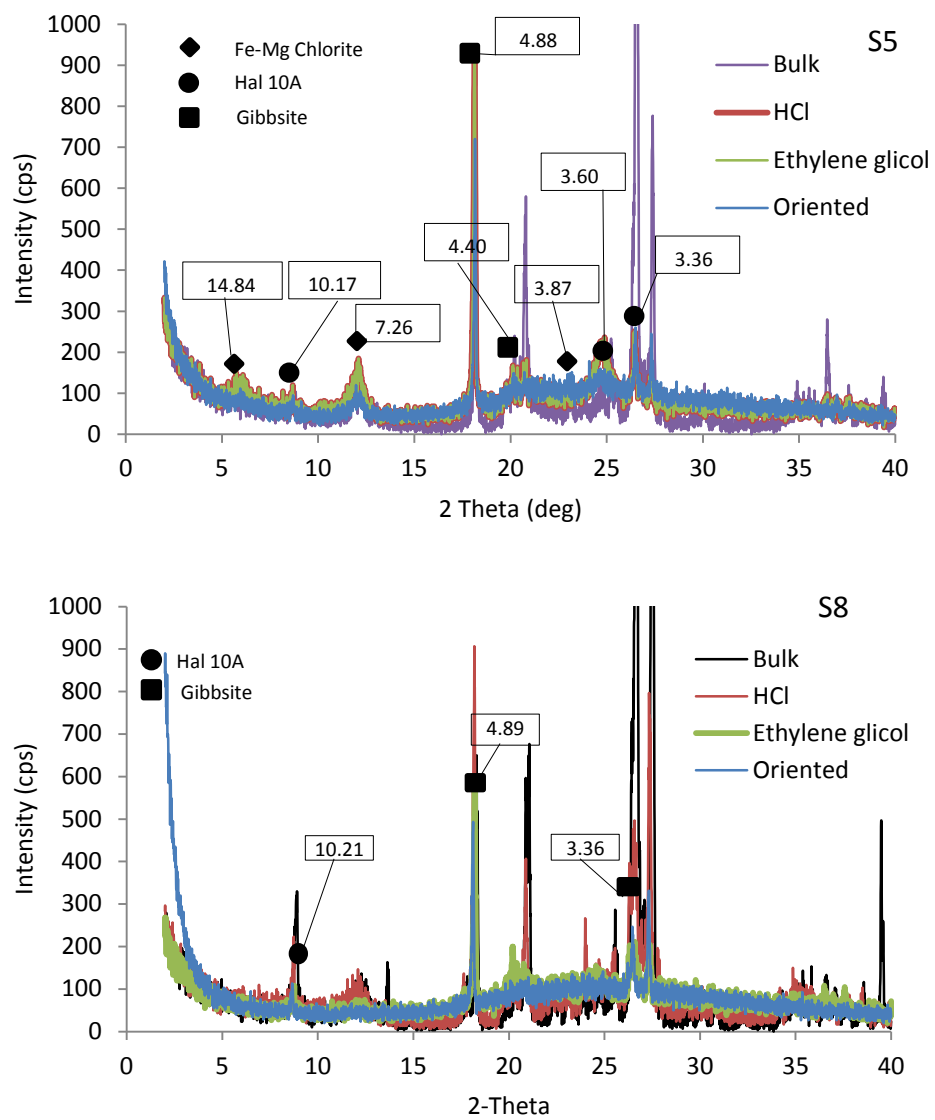 S5
Fe-Mg Chlorite
Hal 10A
Gibbsite
Bulk
HCl
Ethylene glicol
Oriented
4.88
3.60
4.40
3.87
3.36
14.84
10.17
7.26
Intensity (cps)
1000
900
800
700
600
500
400
300
200
100
0
0 5 10 15 20 25 30 35 40
2 Theta (deg)
S8
Hal 10A
Gibbsite
Bulk
HCl
Ethylene glicol
Oriented
4.89
10.21
3.36
Intensity (cps)
1000
900
800
700
600
500
400
300
200
100
0
0 5 10 15 20 25 30 35 40
2-Theta